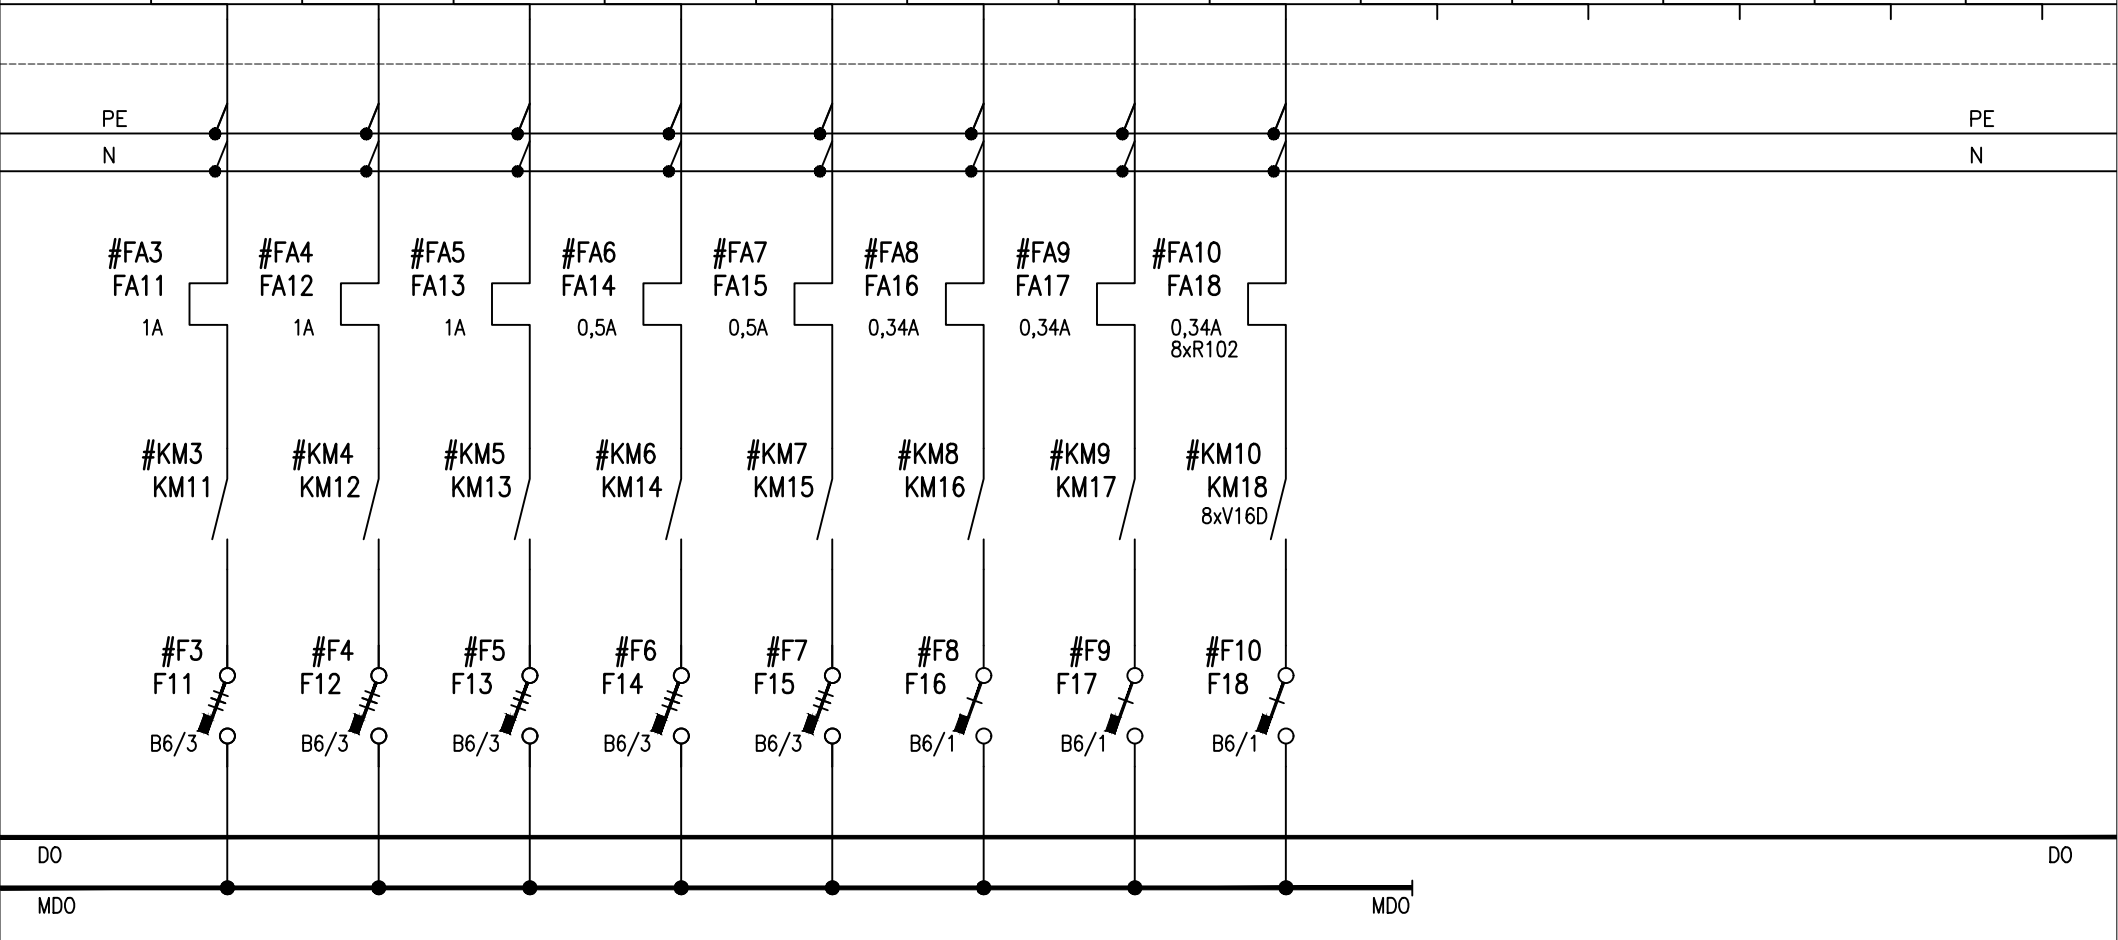 PE PE
N N
#FA3 #FA4 #FA5 #FA6 #FA7 #FA8 #FA9 #FA10
FA11 FA12 FA13 FA14 FA15 FA16 FA17 FA18
1A 1A 1A 0,5A 0,5A 0,34A 0,34A 0,34A
8xR102
#KM3 #KM4 #KM5 #KM6 #KM7 #KM8 #KM9 #KM10
KM11 KM12 KM13 KM14 KM15 KM16 KM17 KM18
8xV16D
#F3 #F4 #F5 #F6 #F7 #F8 #F9 #F10
F11 F12 F13 F14 F15 F16 F17 F18
B6/3 B6/3 B6/3 B6/3 B6/3 B6/1 B6/1 B6/1
DO DO
MDO MDO